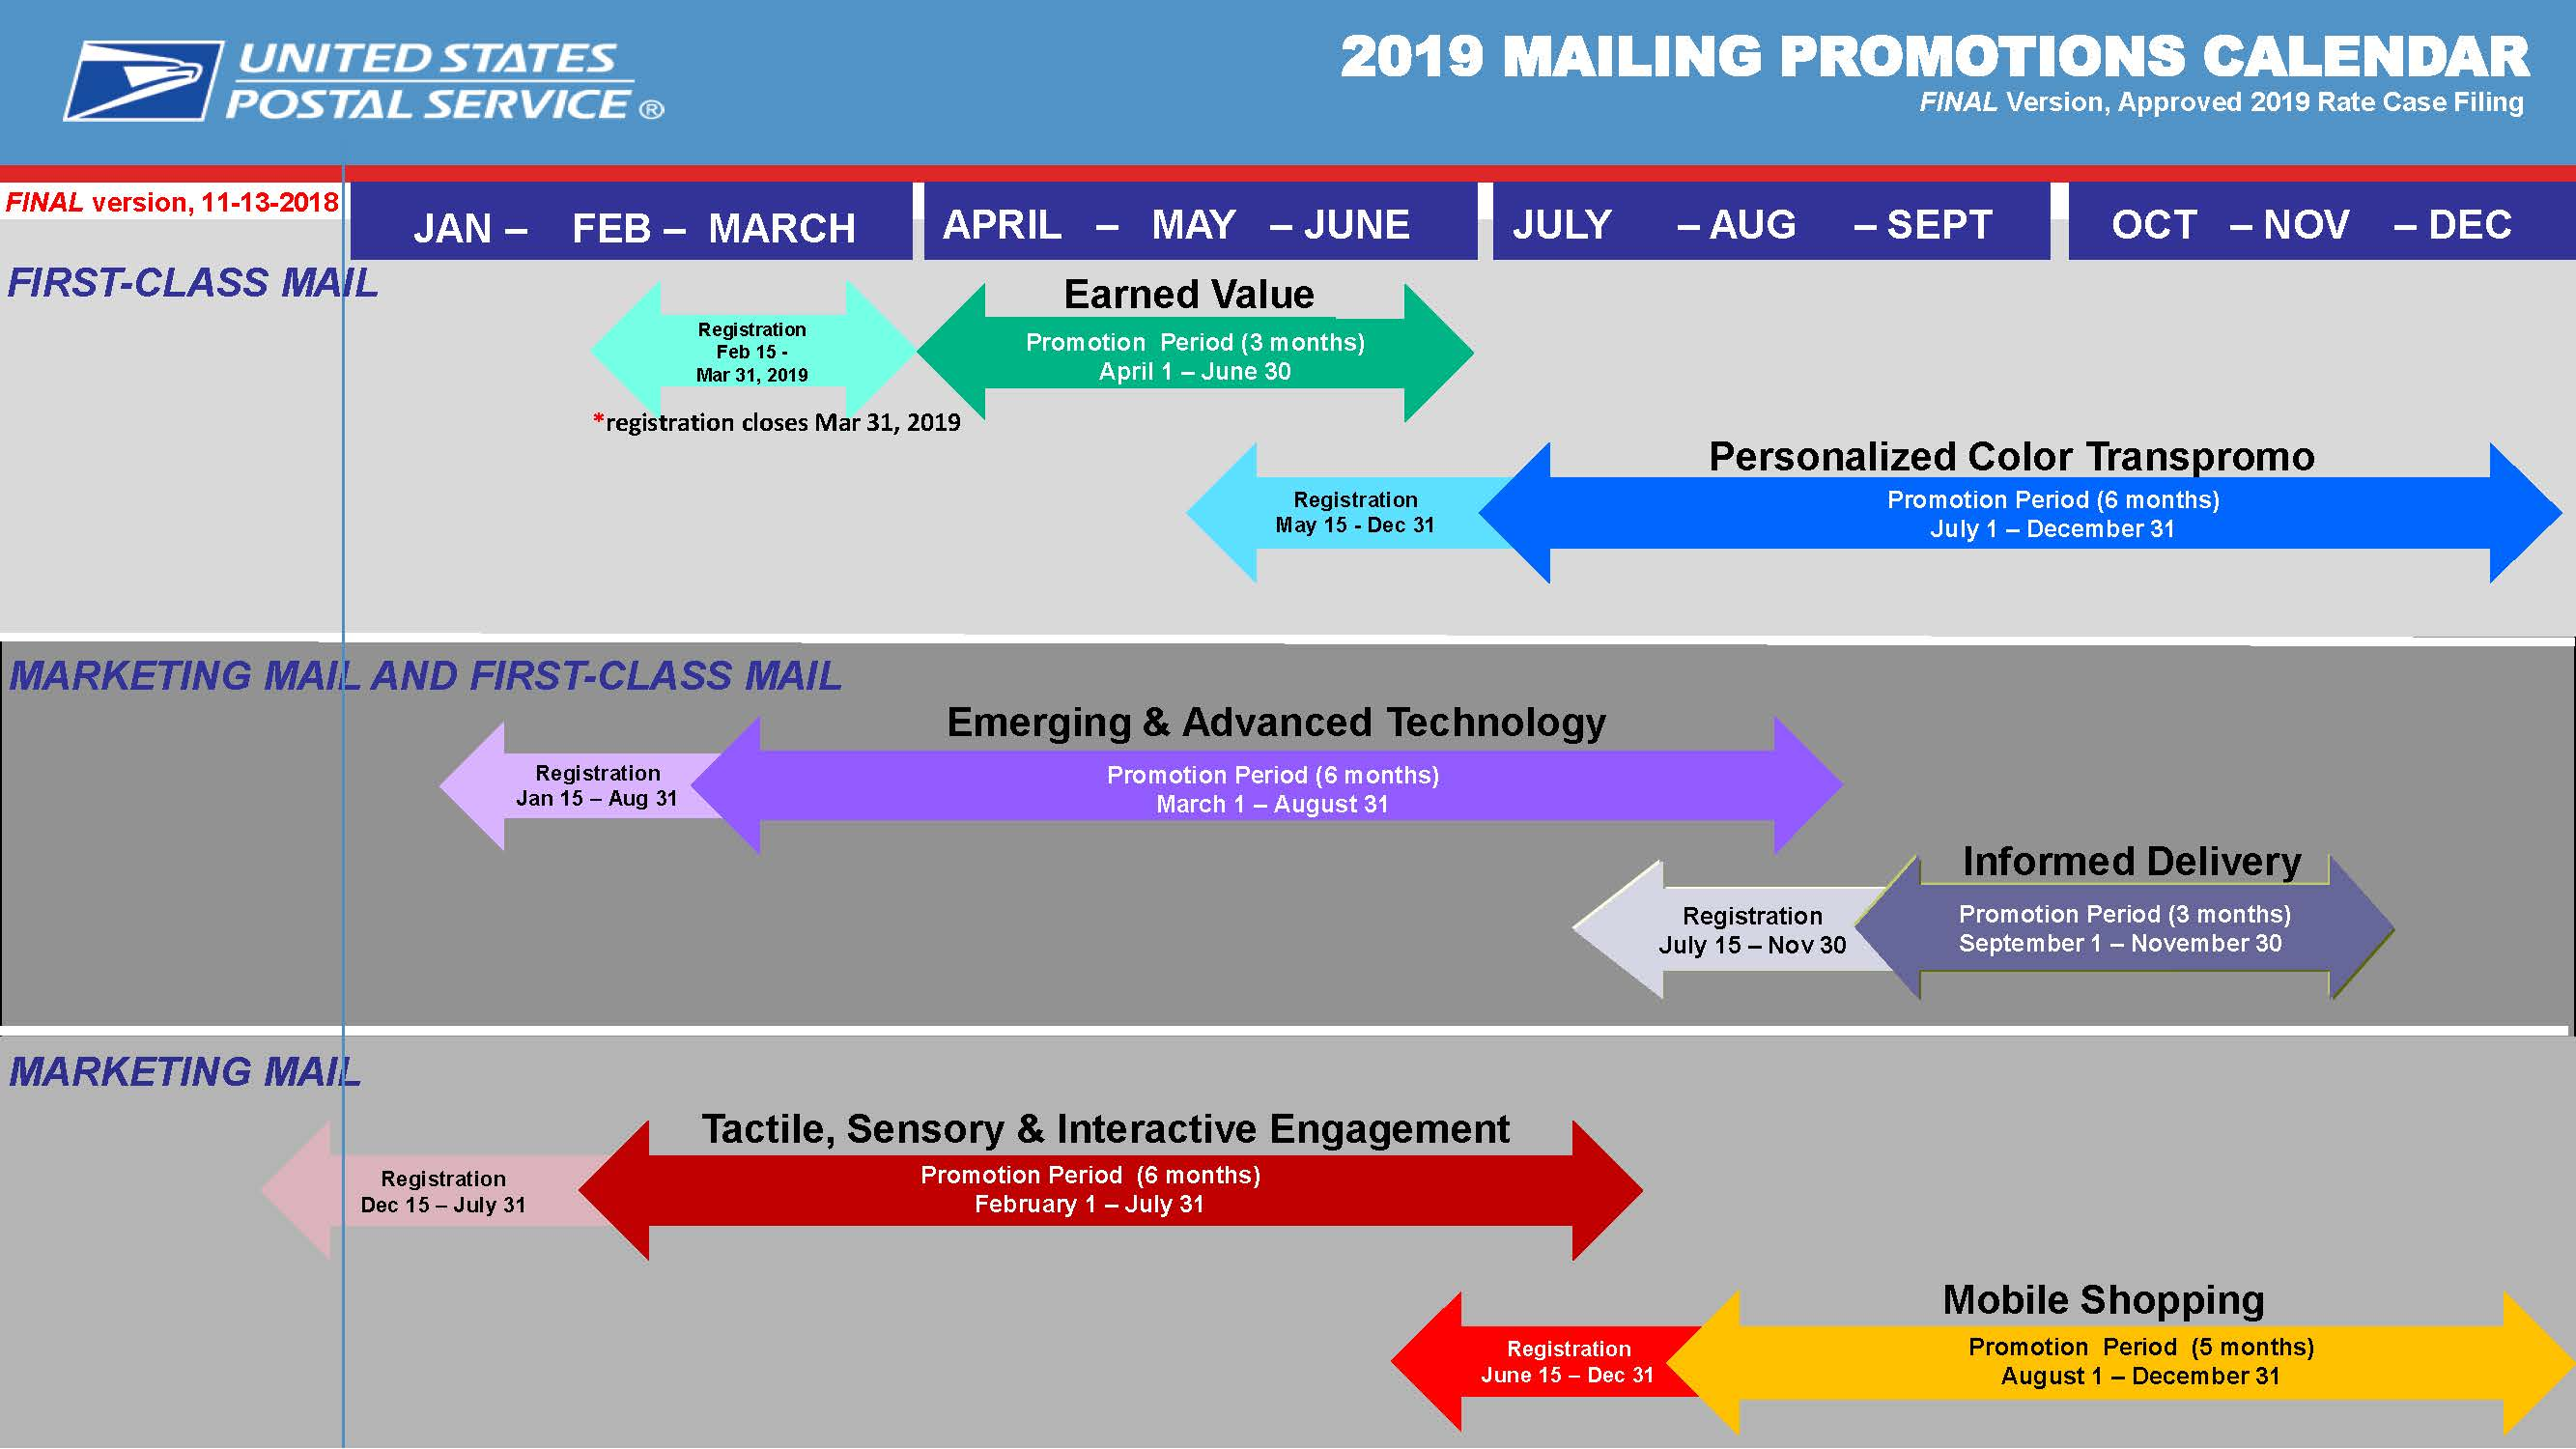 UNITED STATES
POSTAL SERVICE ®
2019 MAILING PROMOTIONS CALENDAR
FINAL Version, Approved 2019 Rate Case Filing
FINAL version, 11-13-2018
JAN – FEB – MARCH
APRIL – MAY – JUNE
JULY – AUG – SEPT
OCT – NOV – DEC
FIRST-CLASS MAIL
Registration
Feb 15 -
Mar 31, 2019
*registration closes Mar 31, 2019
Earned Value
Promotion Period (3 months)
April 1 – June 30
Registration
May 15 - Dec 31
Personalized Color Transpromo
Promotion Period (6 months)
July 1 – December 31
MARKETING MAIL AND FIRST-CLASS MAIL
Registration
Jan 15 – Aug 31
Emerging & Advanced Technology
Promotion Period (6 months)
March 1 – August 31
Registration
July 15 – Nov 30
Informed Delivery
Promotion Period (3 months)
September 1 – November 30
MARKETING MAIL
Registration
Dec 15 – July 31
Tactile, Sensory & Interactive Engagement
Promotion Period (6 months)
February 1 – July 31
Registration
June 15 – Dec 31
Mobile Shopping
Promotion Period (5 months)
August 1 – December 31